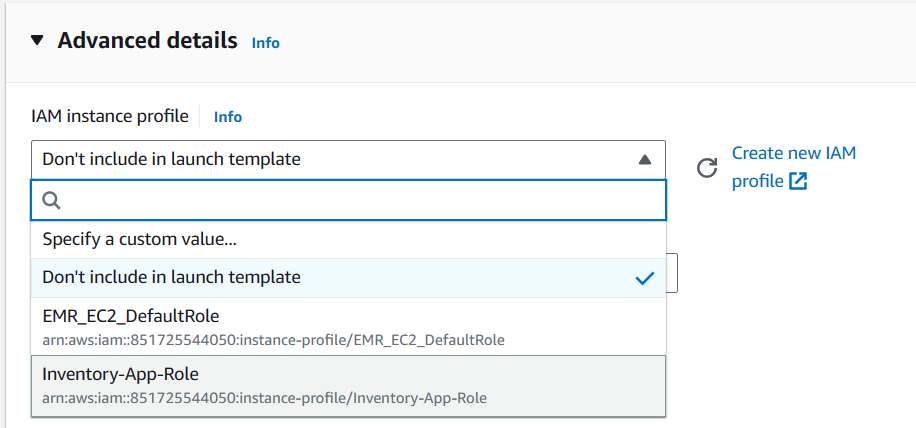 Advanced details Info
IAM instance profile Info
Don't include in launch template
Create new IAM
profile
Specify a custom value...
Don't include in launch template
EMR_EC2_DefaultRole
arn:aws:iam::851725544050:instance-profile/EMR_EC2_DefaultRole
Inventory-App-Role
arn:aws:iam::851725544050:instance-profile/Inventory-App-Role